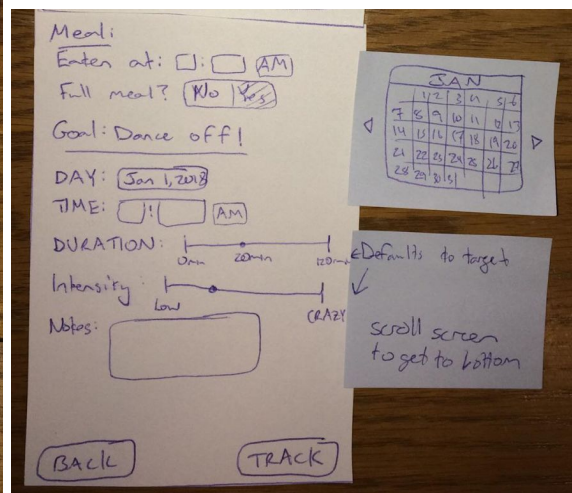 Meal:
Eaten at: : AM
Full meal? No Yes
Goal: Dance off!
DAY: Jan 1, 2018
TIME: : AM
DURATION: 0min 20min 120min
Intensity: Low CRAZY
Notes:
BACK TRACK
JAN
1 2 3 4 5 6
7 8 9 10 11 12 13
14 15 16 17 18 19 20
21 22 23 24 25 26 27
28 29 30 31
Defaults to target
scroll screen
to get to bottom